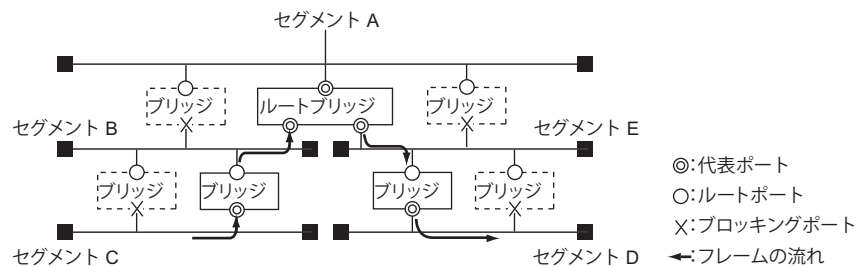 セグメント A
ブリッジ
ルートブリッジ
ブリッジ
セグメント B
セグメント E
ブリッジ
ブリッジ
ブリッジ
ブリッジ
セグメント C
セグメント D
◎:代表ポート
○:ルートポート
X:ブロッキングポート
←:フレームの流れ